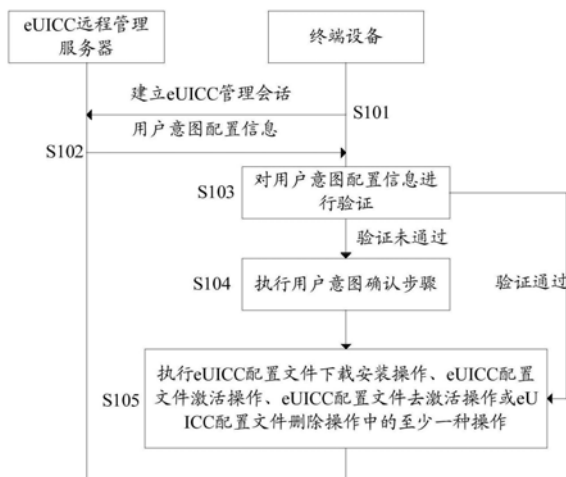 eUICC远程管理
服务器
终端设备
建立eUICC管理会话
S101
用户意图配置信息
S102
S103
对用户意图配置信息进
行验证
验证未通过
验证通过
S104
执行用户意图确认步骤
S105
执行eUICC配置文件下载安装操作、eUICC配置
文件激活操作、eUICC配置文件去激活操作或eU
ICC配置文件删除操作中的至少一种操作